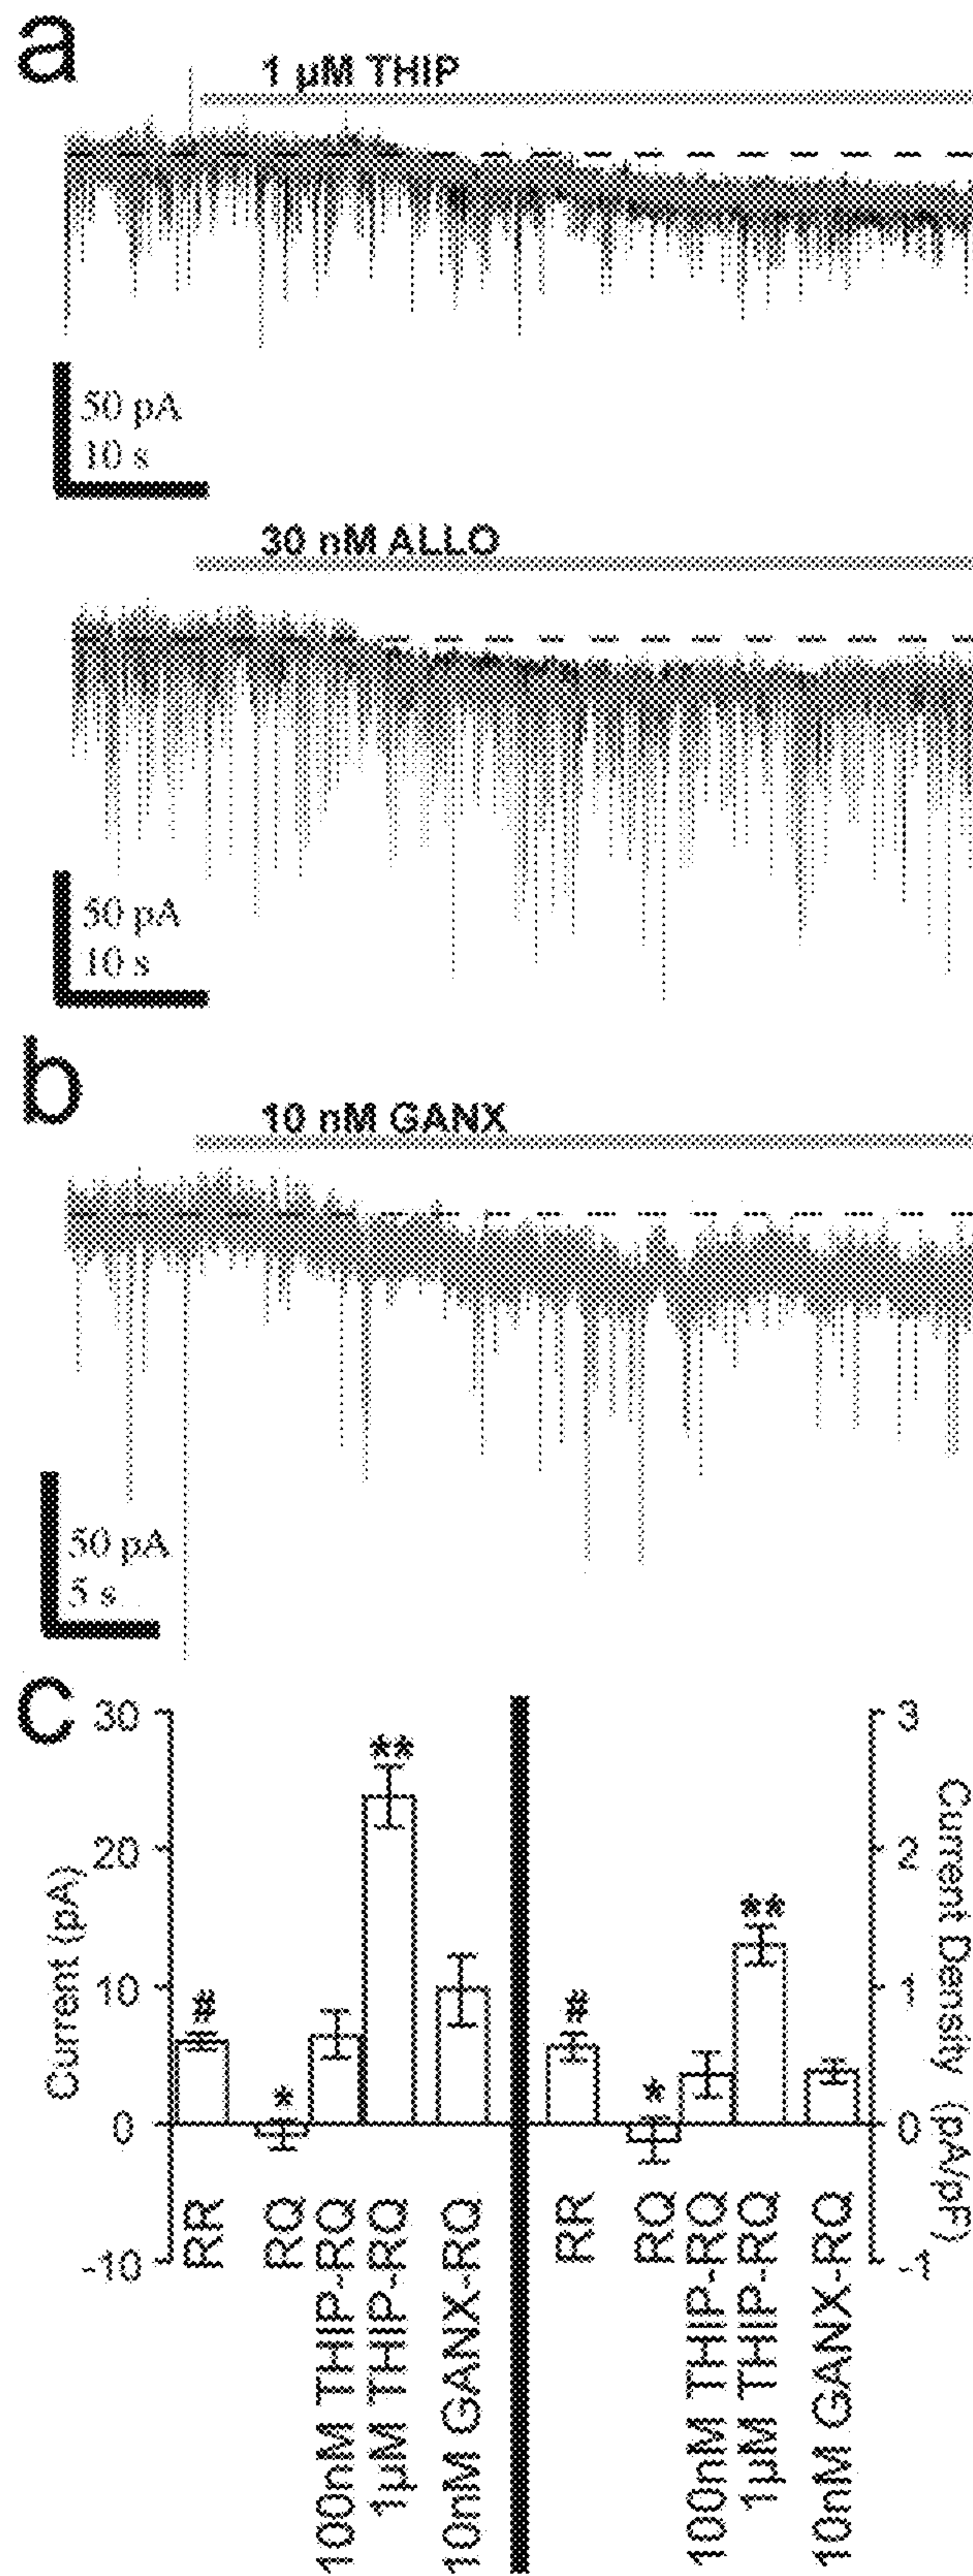 a
1 µM THIP
50 pA
10 s
30 nM ALLO
50 pA
10 s
b
10 nM GANX
50 pA
5 s
c
30
20
10
0
-10
Current (pA)
**
#
*
RR
RQ
100nM THIP-RQ
1µM THIP-RQ
10nM GANX-RQ
**
#
*
RR
RQ
100nM THIP-RQ
1µM THIP-RQ
10nM GANX-RQ
3
2
1
0
-1
Current Density (pA/pF)